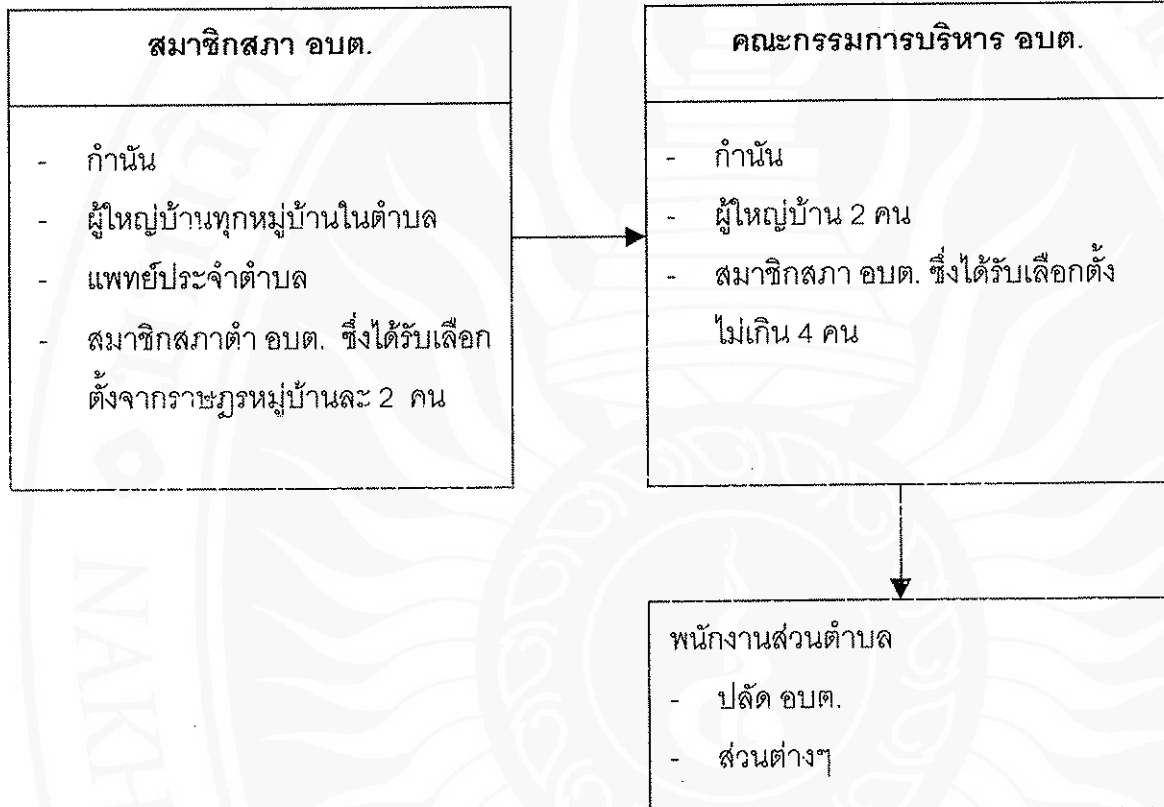 สมาชิกสภา อบต.
- กำนัน
- ผู้ใหญ่บ้านทุกหมู่บ้านในตำบล
- แพทย์ประจำตำบล
- สมาชิกสภาตำ อบต. ซึ่งได้รับเลือก
ตั้งจากราษฎรหมู่บ้านละ 2 คน
คณะกรรมการบริหาร อบต.
- กำนัน
- ผู้ใหญ่บ้าน 2 คน
- สมาชิกสภา อบต. ซึ่งได้รับเลือกตั้ง
ไม่เกิน 4 คน
พนักงานส่วนตำบล
- ปลัด อบต.
- ส่วนต่างๆ
NAKH